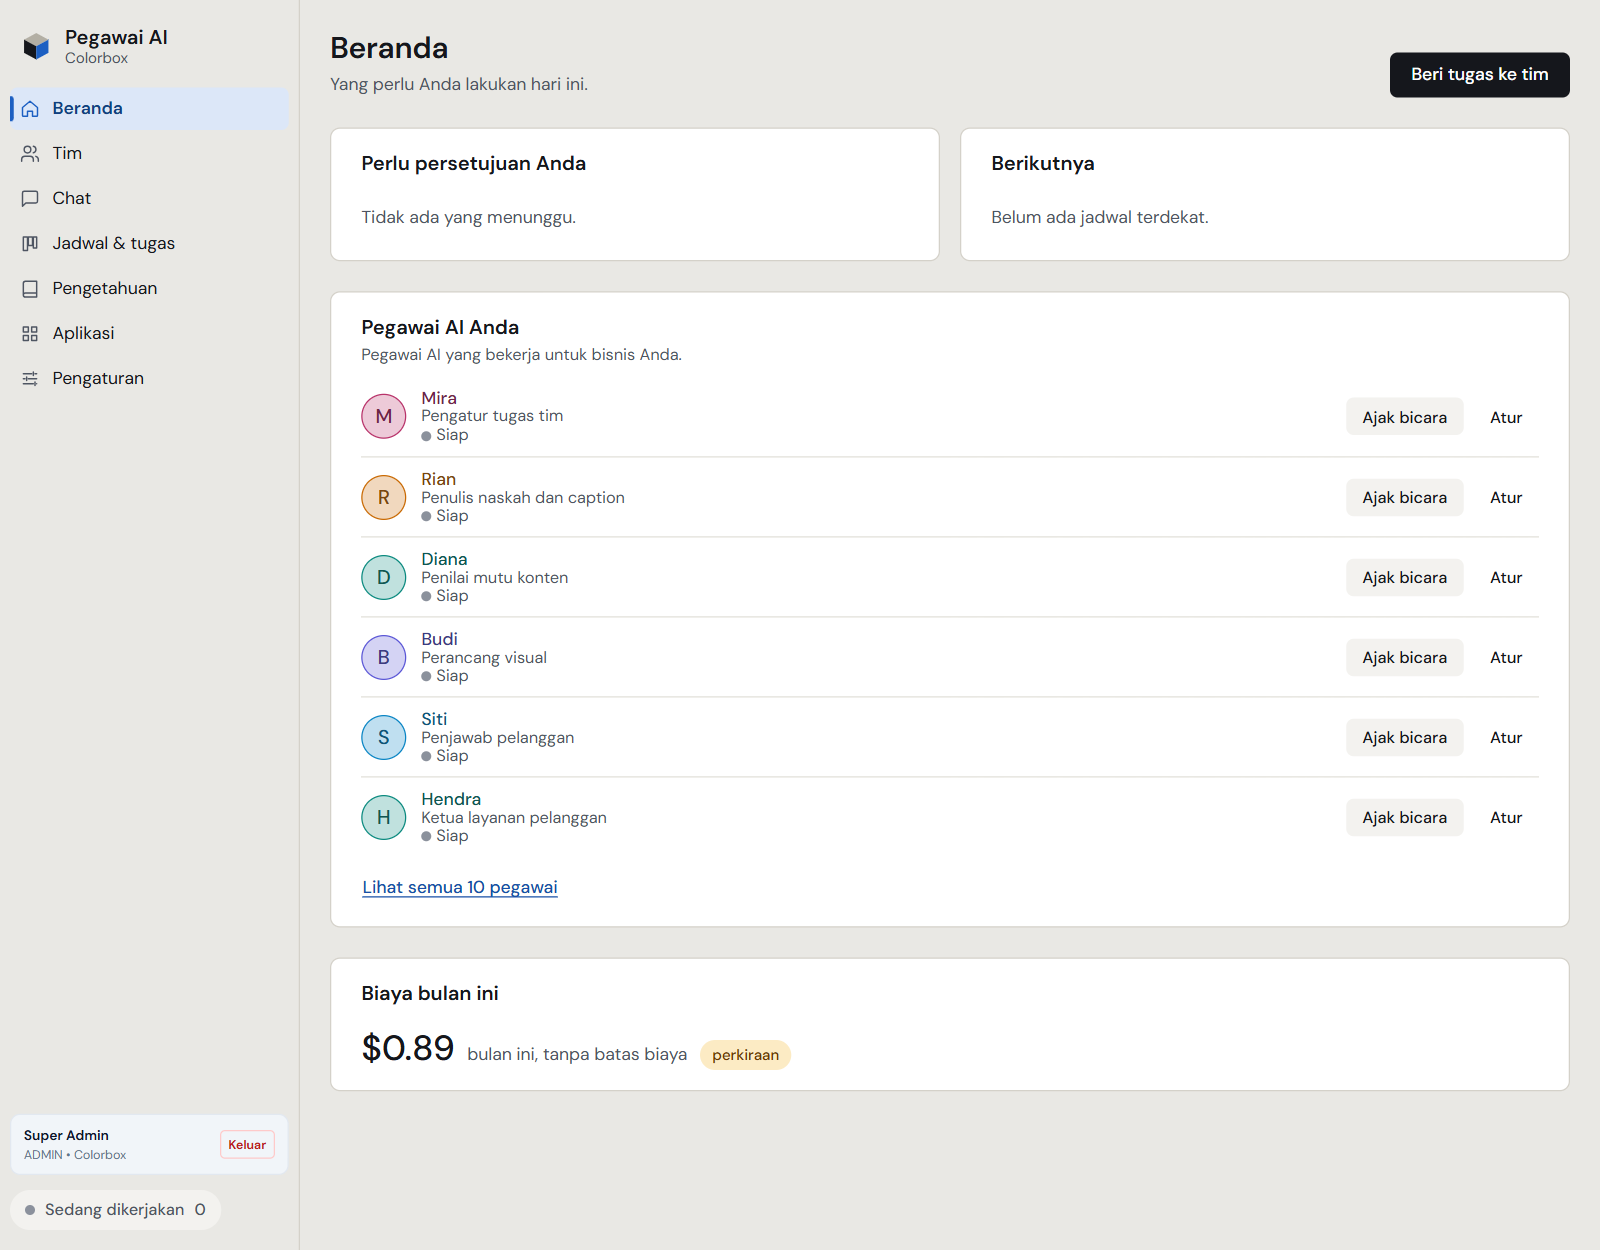 Pegawai AI
Colorbox
Beranda
Tim
Chat
Jadwal & tugas
Pengetahuan
Aplikasi
Pengaturan
Super Admin
ADMIN • Colorbox
Keluar
Sedang dikerjakan 0
Beranda
Yang perlu Anda lakukan hari ini.
Beri tugas ke tim
Perlu persetujuan Anda
Tidak ada yang menunggu.
Berikutnya
Belum ada jadwal terdekat.
Pegawai AI Anda
Pegawai AI yang bekerja untuk bisnis Anda.
M
Mira
Pengatur tugas tim
Siap
Ajak bicara
Atur
R
Rian
Penulis naskah dan caption
Siap
Ajak bicara
Atur
D
Diana
Penilai mutu konten
Siap
Ajak bicara
Atur
B
Budi
Perancang visual
Siap
Ajak bicara
Atur
S
Siti
Penjawab pelanggan
Siap
Ajak bicara
Atur
H
Hendra
Ketua layanan pelanggan
Siap
Ajak bicara
Atur
Lihat semua 10 pegawai
Biaya bulan ini
$0.89 bulan ini, tanpa batas biaya perkiraan